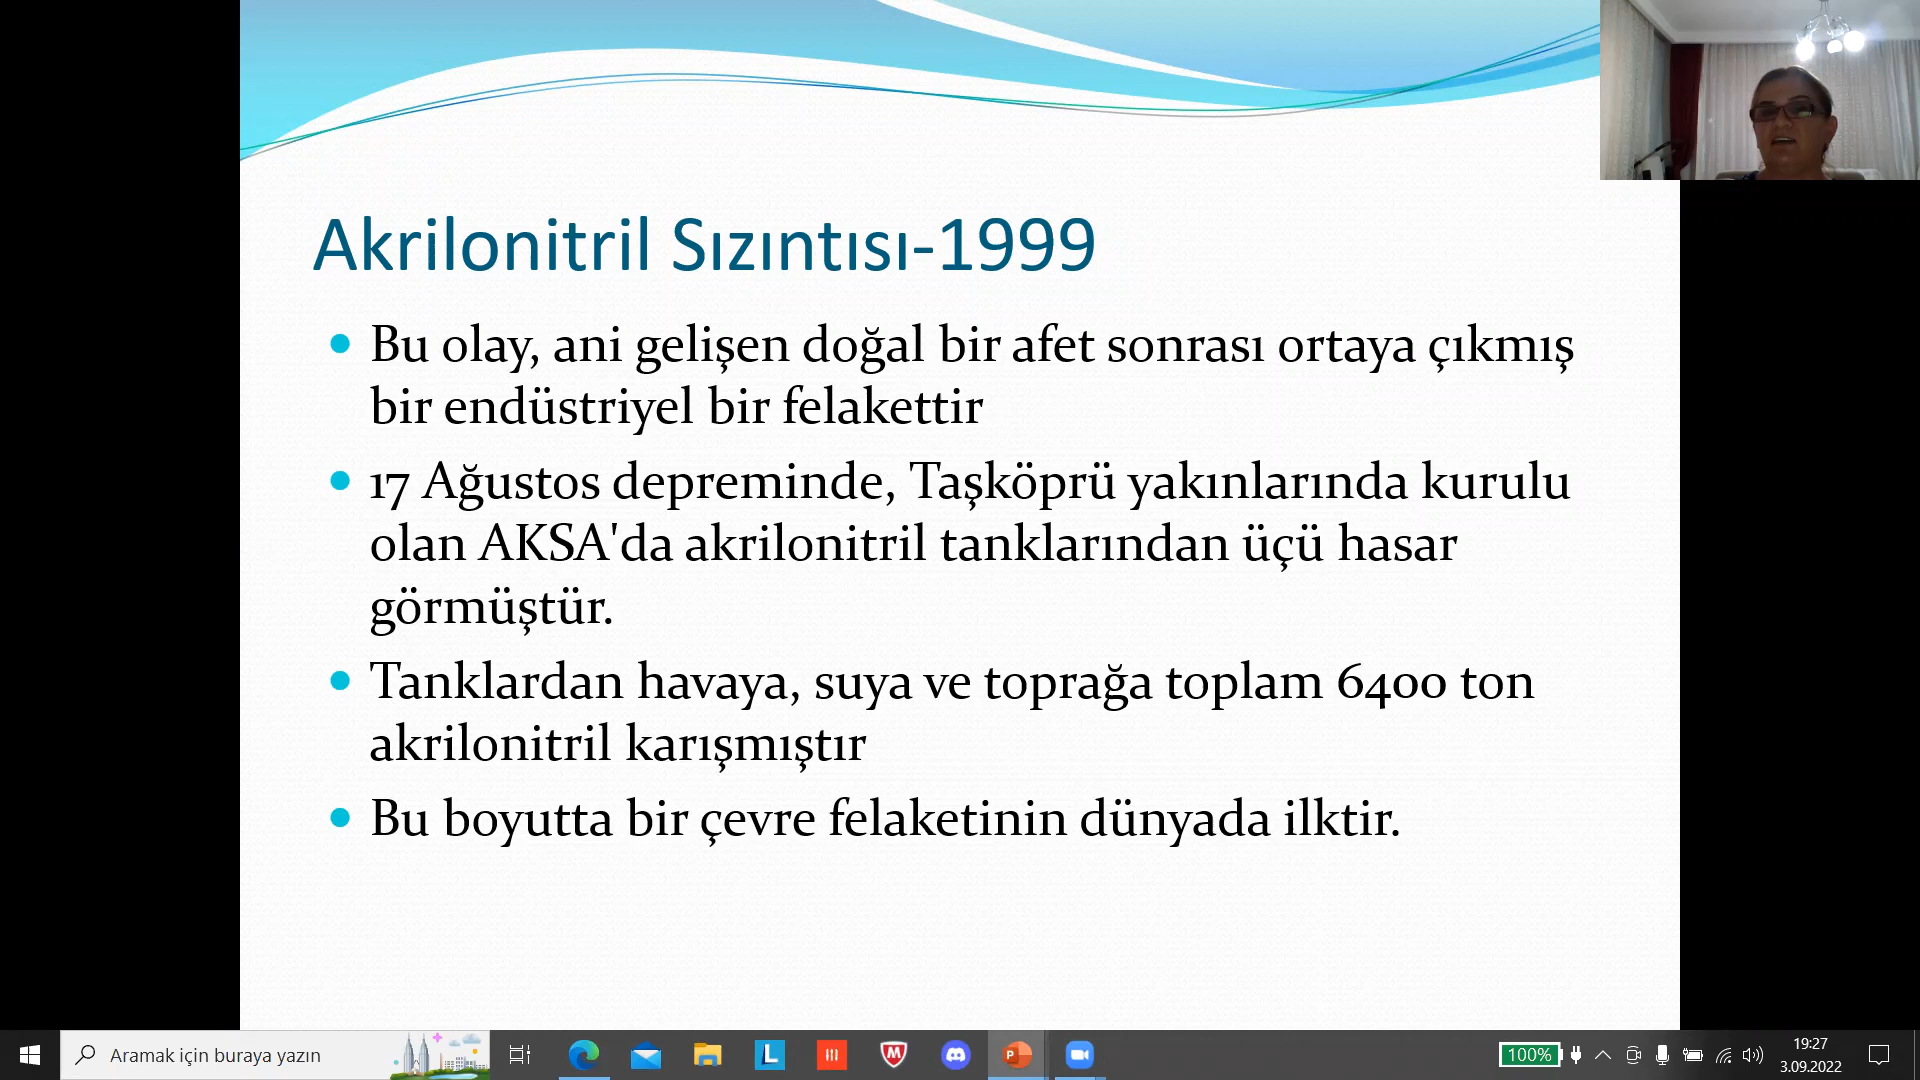 Akrilonitril Sızıntısı-1999
Bu olay, ani gelişen doğal bir afet sonrası ortaya çıkmış
bir endüstriyel bir felakettir
17 Ağustos depreminde, Taşköprü yakınlarında kurulu
olan AKSA'da akrilonitril tanklarından üçü hasar
görmüştür.
Tanklardan havaya, suya ve toprağa toplam 6400 ton
akrilonitril karışmıştır
Bu boyutta bir çevre felaketinin dünyada ilktir.
Aramak için buraya yazın
L
P
100%
19:27
3.09.2022